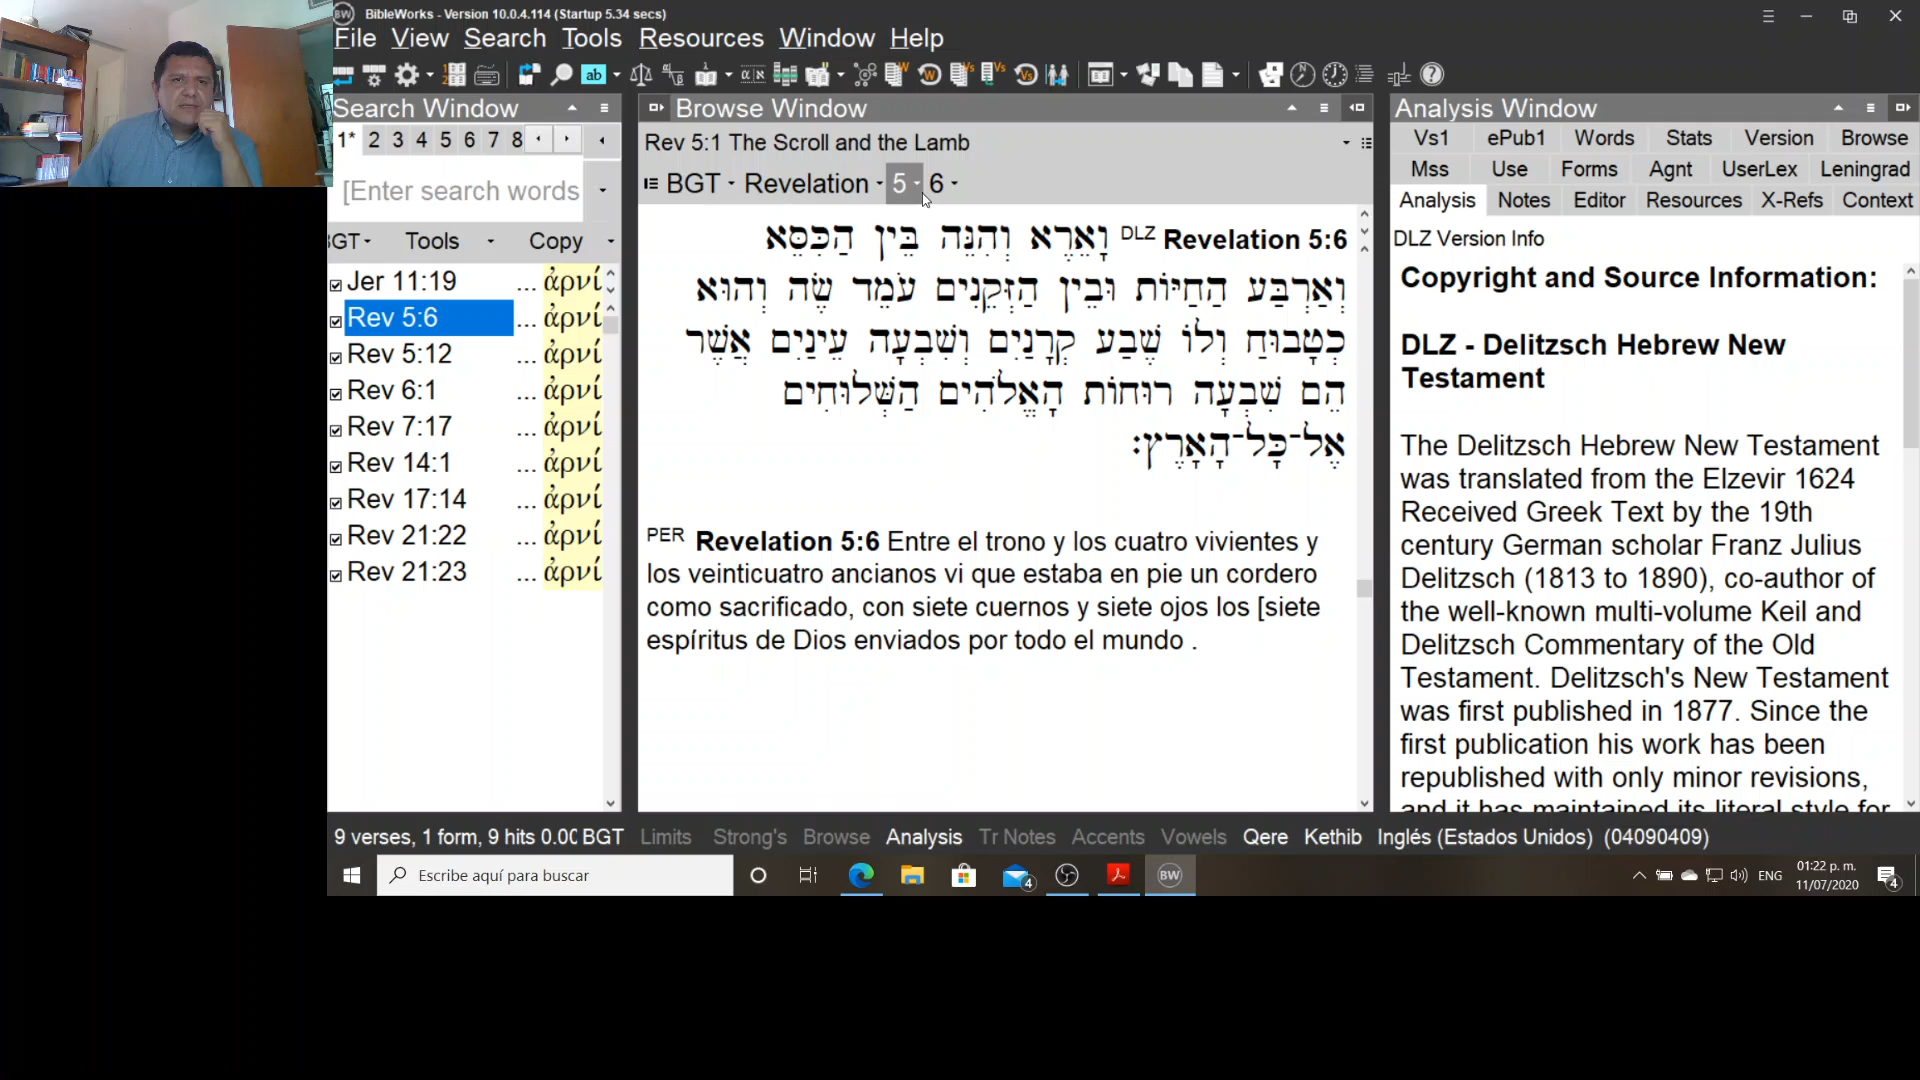 BibleWorks - Version 10.0.4.114 (Startup 5.34 secs)
File View Search Tools Resources Window Help
Search Window
1* 2 3 4 5 6 7 8
[Enter search words
Tools Copy
Jer 11:19 ... ἀρνί
Rev 5:6 ... ἀρνί
Rev 5:12 ... ἀρνί
Rev 6:1 ... ἀρνί
Rev 7:17 ... ἀρνί
Rev 14:1 ... ἀρνί
Rev 17:14 ... ἀρνί
Rev 21:22 ... ἀρνί
Rev 21:23 ... ἀρνί
Browse Window
Rev 5:1 The Scroll and the Lamb
BGT Revelation 5 6
DLZ Revelation 5:6 וָאֵרֶא וְהִנֵּה בֵּין הַכִּסֵּא
וְאַרְבַּע הַחַיּוֹת וּבֵין הַזְּקֵנִים עֹמֵד שֶׂה וְהוּא
כְטָבוּחַ וְלוֹ שֶׁבַע קְרָנַיִם וְשִׁבְעָה עֵינַיִם אֲשֶׁר
הֵם שִׁבְעָה רוּחוֹת הָאֱלֹהִים הַשְּׁלוּחִים
אֶל־כָּל־הָאָרֶץ׃
PER Revelation 5:6 Entre el trono y los cuatro vivientes y
los veinticuatro ancianos vi que estaba en pie un cordero
como sacrificado, con siete cuernos y siete ojos los [siete
espíritus de Dios enviados por todo el mundo .
Analysis Window
Vs1 ePub1 Words Stats Version Browse
Mss Use Forms Agnt UserLex Leningrad
Analysis Notes Editor Resources X-Refs Context
DLZ Version Info
Copyright and Source Information:
DLZ - Delitzsch Hebrew New
Testament
The Delitzsch Hebrew New Testament
was translated from the Elzevir 1624
Received Greek Text by the 19th
century German scholar Franz Julius
Delitzsch (1813 to 1890), co-author of
the well-known multi-volume Keil and
Delitzsch Commentary of the Old
Testament. Delitzsch's New Testament
was first published in 1877. Since the
first publication his work has been
republished with only minor revisions,
and it has maintained its literal style for
9 verses, 1 form, 9 hits 0.00 BGT Limits Strong's Browse Analysis Tr Notes Accents Vowels Qere Kethib Inglés (Estados Unidos) (04090409)
Escribe aquí para buscar
ENG
01:22 p. m.
11/07/2020